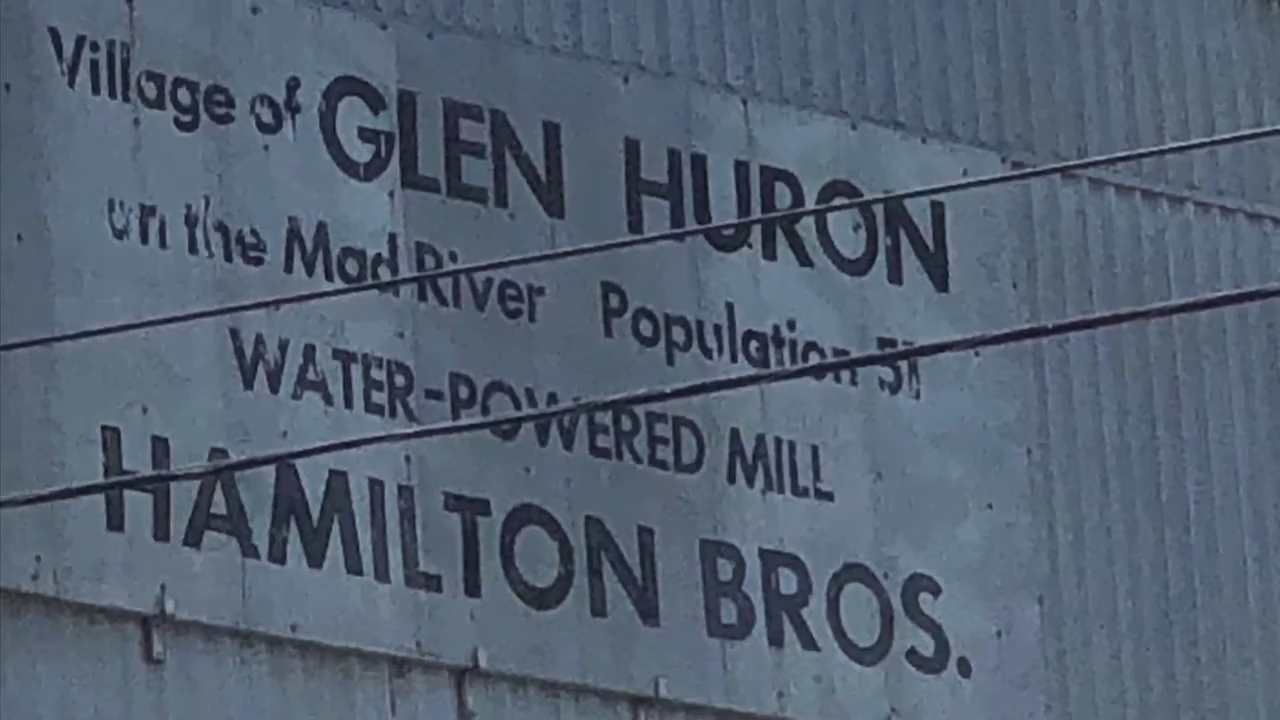 Village of GLEN HURON
on the Mad River Population
WATER-POWERED MILL
HAMILTON BROS.